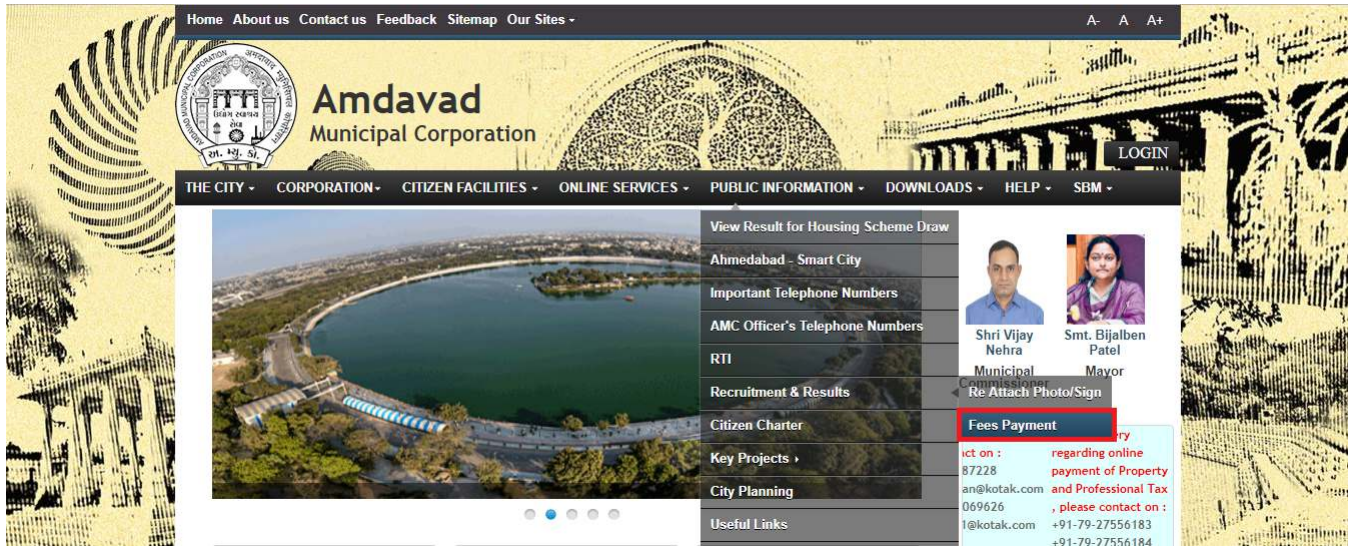 Home About us Contact us Feedback Sitemap Our Sites
A- A A+
Amdavad
Municipal Corporation
LOGIN
THE CITY CORPORATION CITIZEN FACILITIES ONLINE SERVICES PUBLIC INFORMATION DOWNLOADS HELP SBM
View Result for Housing Scheme Draw
Ahmedabad - Smart City
Important Telephone Numbers
AMC Officer's Telephone Numbers
RTI
Recruitment & Results
Citizen Charter
Key Projects
City Planning
Useful Links
Re Attach Photo/Sign
Fees Payment
Shri Vijay
Nehra
Municipal
Commissioner
Smt. Bijalben
Patel
Mayor
act on :
87228
an@kotak.com
069626
1@kotak.com
ery
regarding online
payment of Property
and Professional Tax
, please contact on :
+91-79-27556183
+91-79-27556184